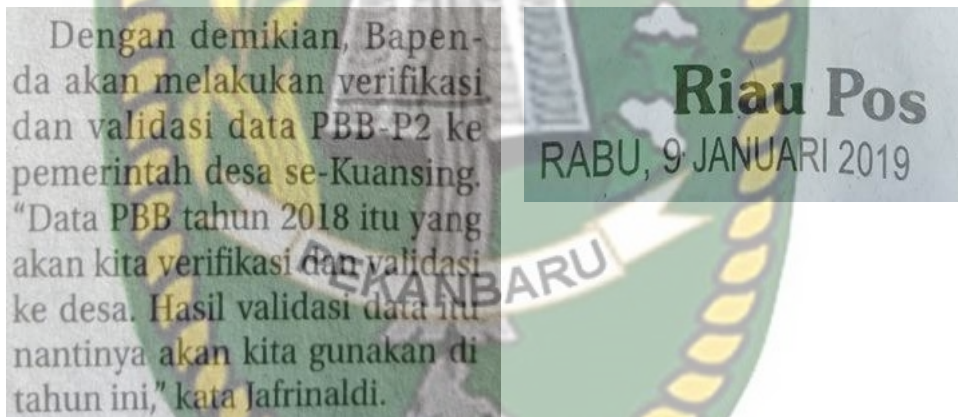 Dengan demikian, Bapen-
da akan melakukan verifikasi
dan validasi data PBB-P2 ke
pemerintah desa se-Kuansing.
“Data PBB tahun 2018 itu yang
akan kita verifikasi dan validasi
ke desa. Hasil validasi data itu
nantinya akan kita gunakan di
tahun ini,” kata Jafrinaldi.
Riau Pos
RABU, 9 JANUARI 2019
PEKANBARU